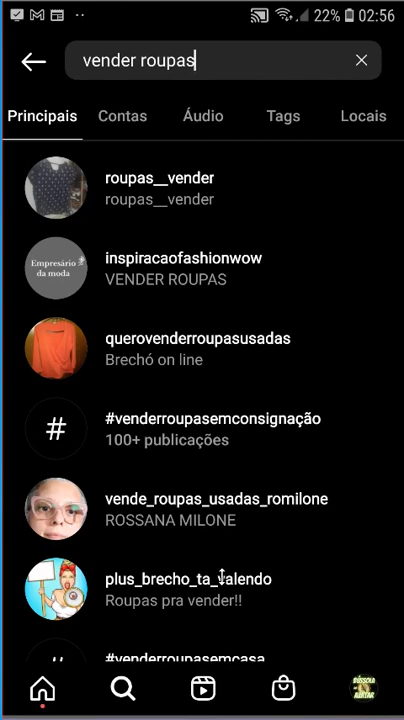 22% 02:56
vender roupas
Principais Contas Áudio Tags Locais
roupas__vender
roupas__vender
Empresário
da moda
inspiracaofashionwow
VENDER ROUPAS
querovenderroupasusadas
Brechó on line
#
#venderroupasemconsignação
100+ publicações
vende_roupas_usadas_romilone
ROSSANA MILONE
plus_brecho_ta_valendo
Roupas pra vender!!
#venderroupasemcasa